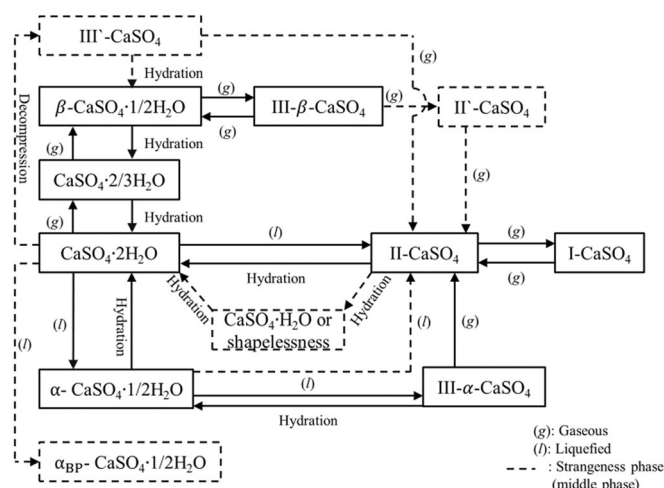 III`-CaSO₄
(g)
Hydration
β-CaSO₄·1/2H₂O
(g)
(g)
III-β-CaSO₄
(g)
II`-CaSO₄
Decompression
(g)
Hydration
(g)
CaSO₄·2/3H₂O
(g)
Hydration
CaSO₄·2H₂O
(l)
Hydration
II-CaSO₄
(g)
(g)
I-CaSO₄
Hydration
CaSO₄·H₂O or
shapelessness
Hydration
(l)
(l)
Hydration
(l)
(g)
α- CaSO₄·1/2H₂O
(l)
Hydration
III-α-CaSO₄
α_BP- CaSO₄·1/2H₂O
(g): Gaseous
(l): Liquefied
: Strangeness phase
(middle phase)